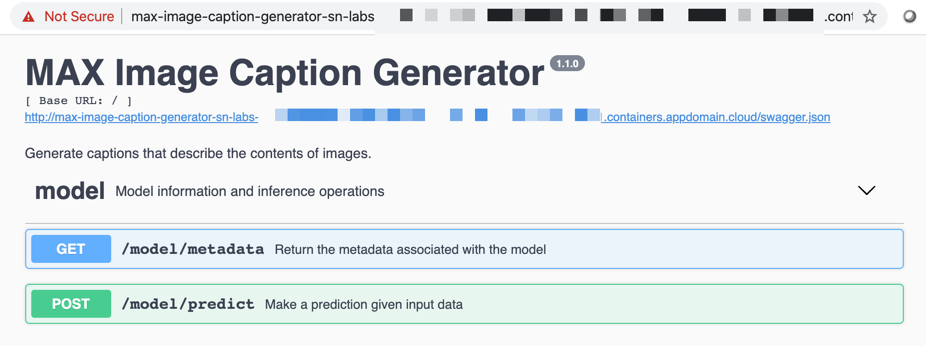 Not Secure | max-image-caption-generator-sn-labs .cont
MAX Image Caption Generator 1.1.0
[ Base URL: / ]
http://max-image-caption-generator-sn-labs- .containers.appdomain.cloud/swagger.json
Generate captions that describe the contents of images.
model Model information and inference operations
GET /model/metadata Return the metadata associated with the model
POST /model/predict Make a prediction given input data